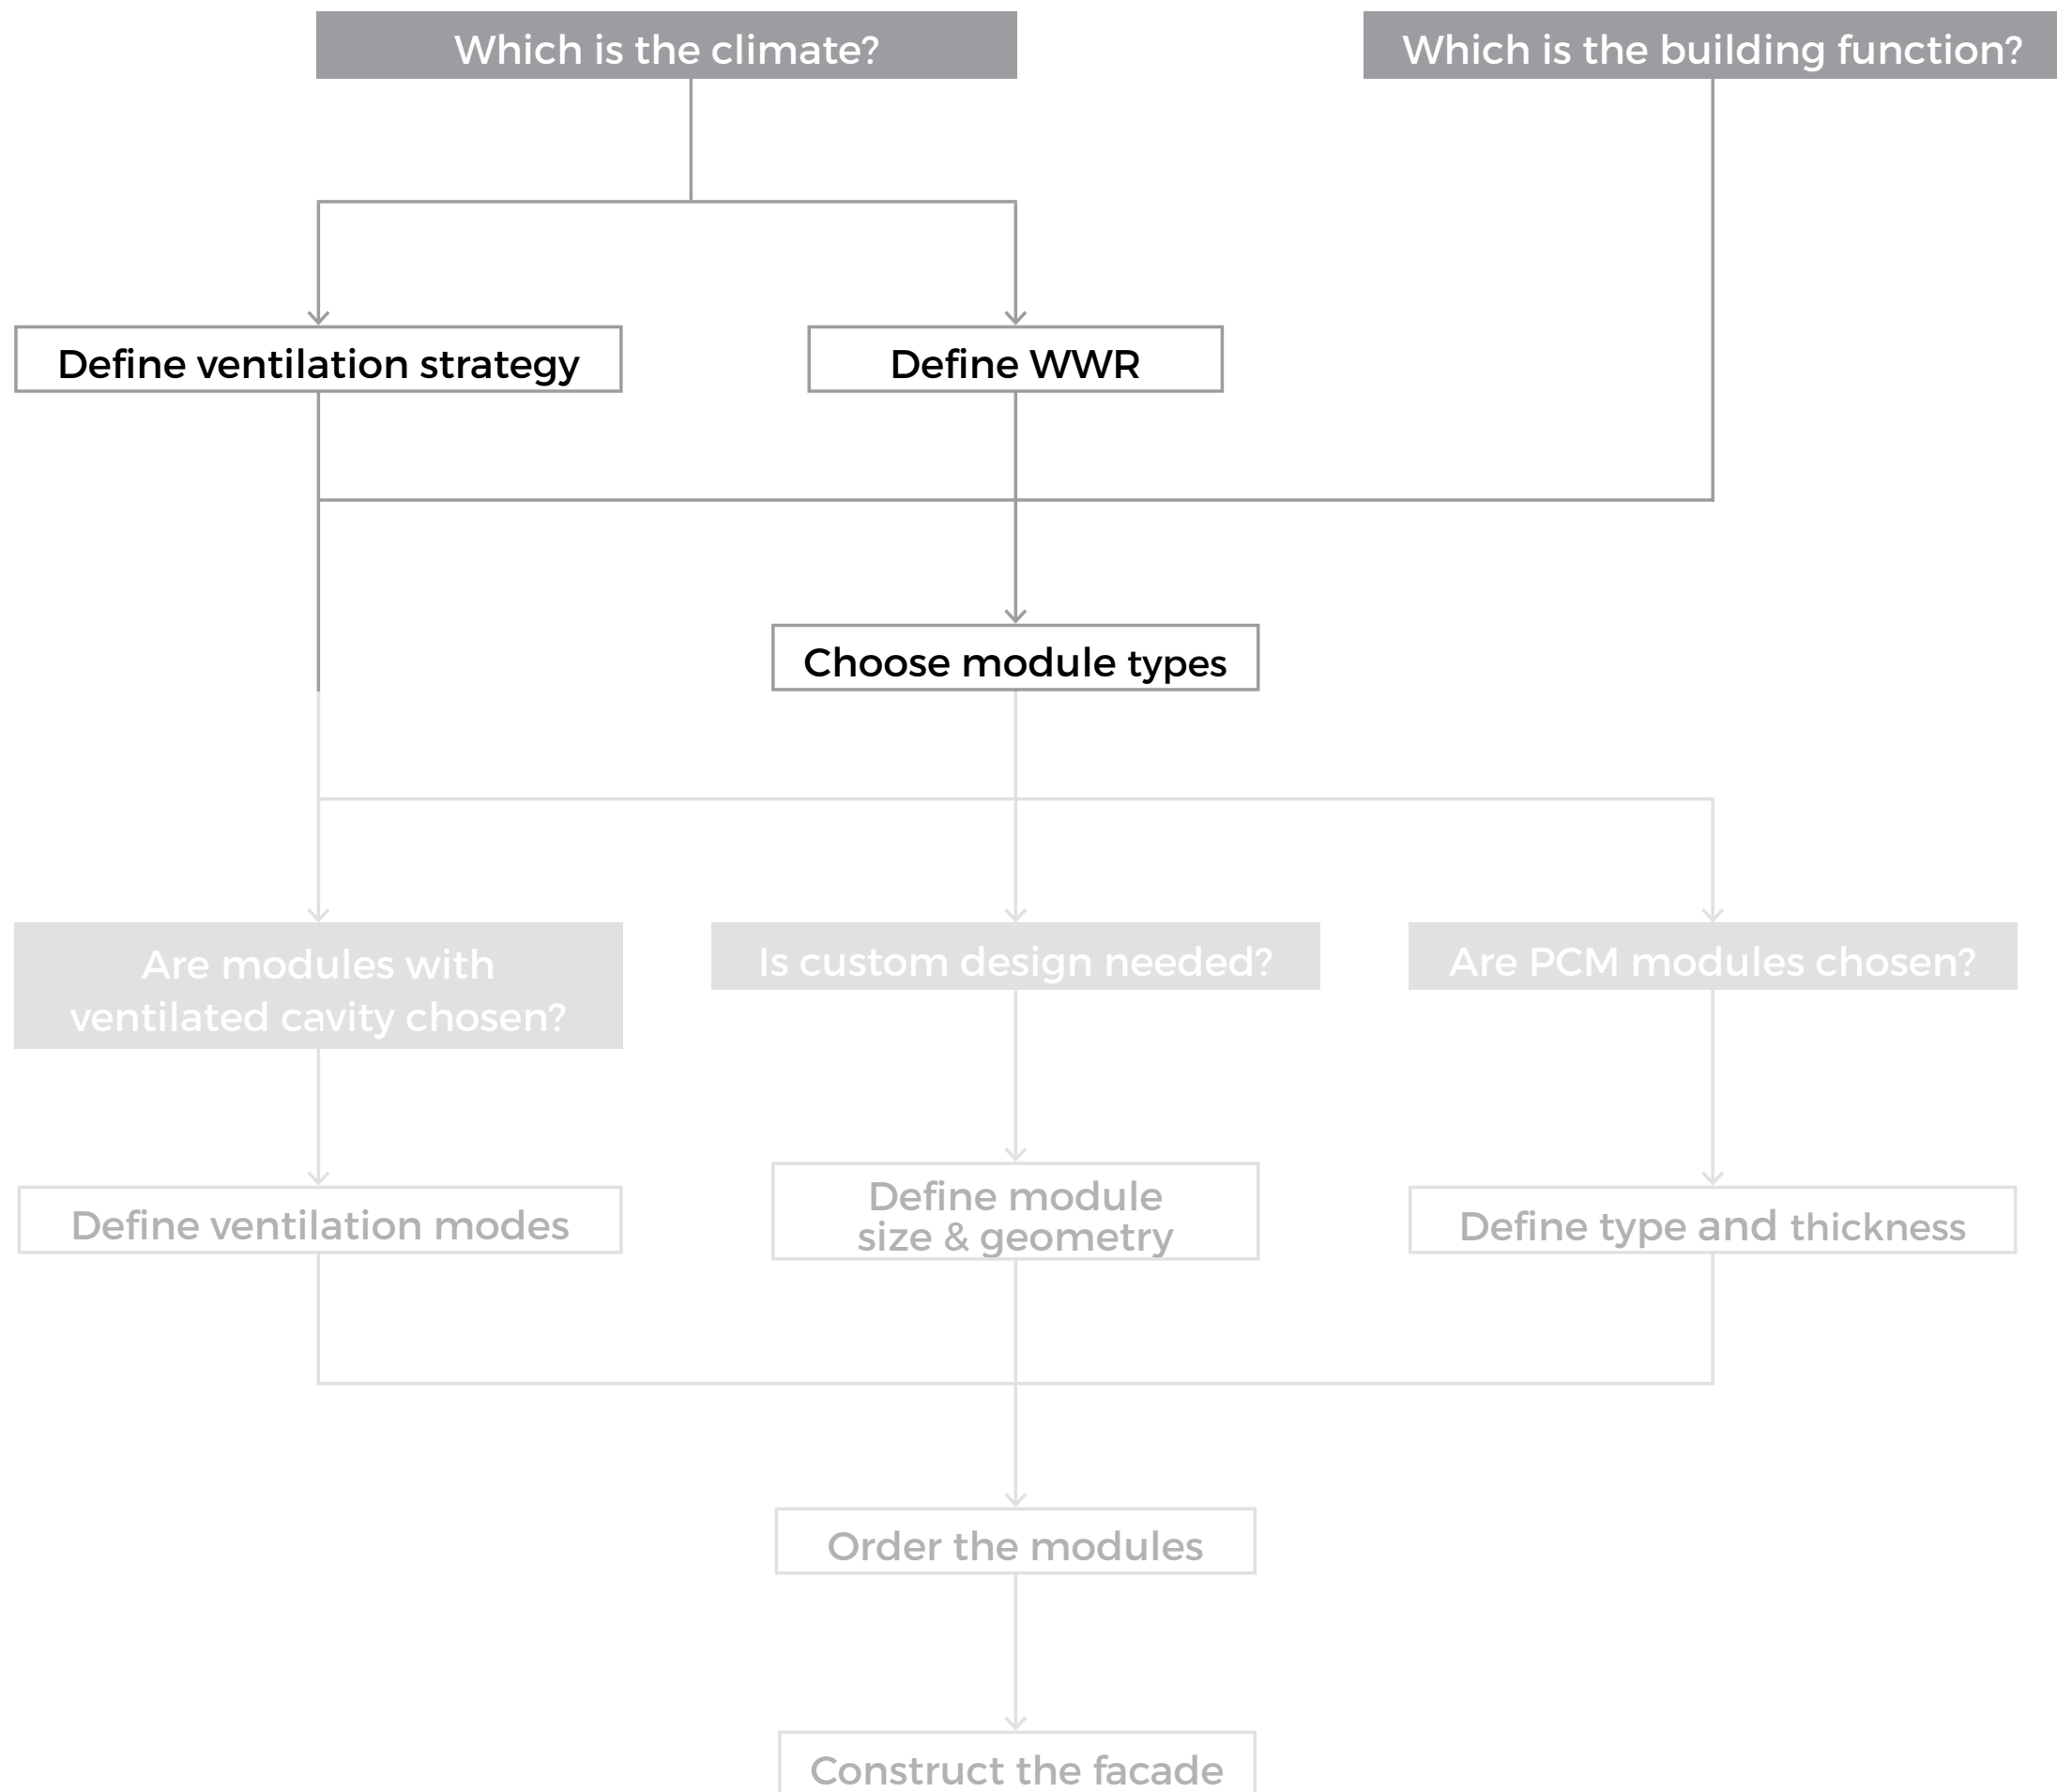 Which is the climate?
Which is the building function?
Define ventilation strategy
Define WWR
Choose module types
Are modules with
ventilated cavity chosen?
Is custom design needed?
Are PCM modules chosen?
Define ventilation modes
Define module
size & geometry
Define type and thickness
Order the modules
Construct the facade